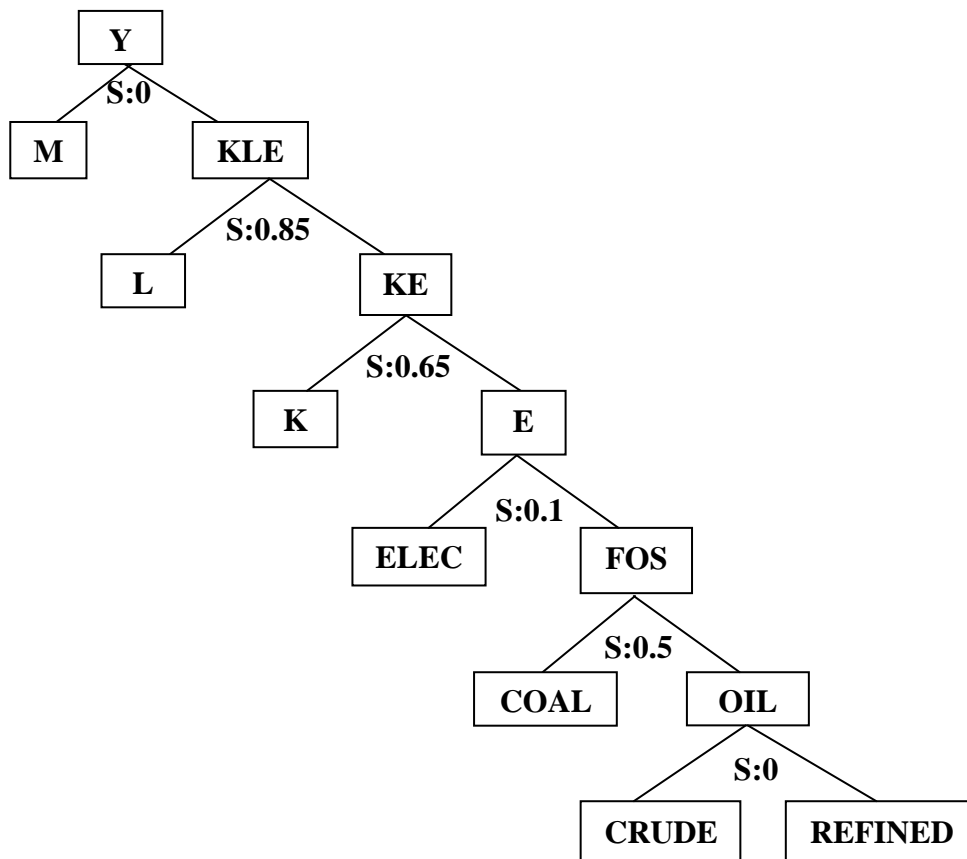 Y
S:0
M
KLE
S:0.85
L
KE
S:0.65
K
E
S:0.1
ELEC
FOS
S:0.5
COAL
OIL
S:0
CRUDE
REFINED